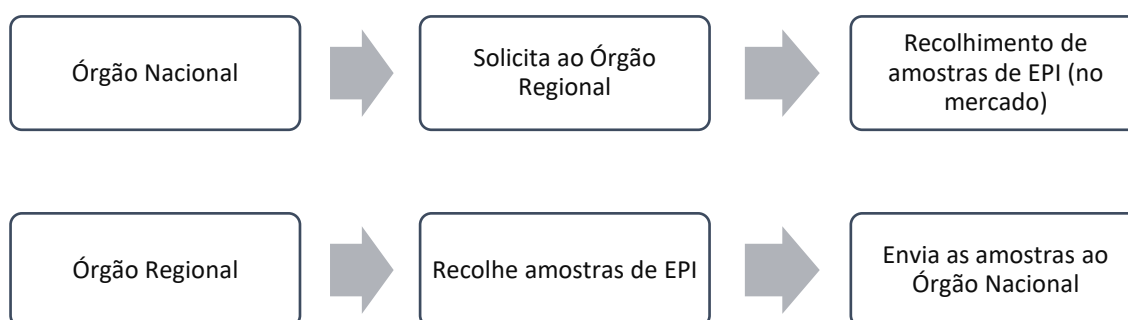 Órgão Nacional
Solicita ao Órgão
Regional
Recolhimento de
amostras de EPI (no
mercado)
Órgão Regional
Recolhe amostras de EPI
Envia as amostras ao
Órgão Nacional